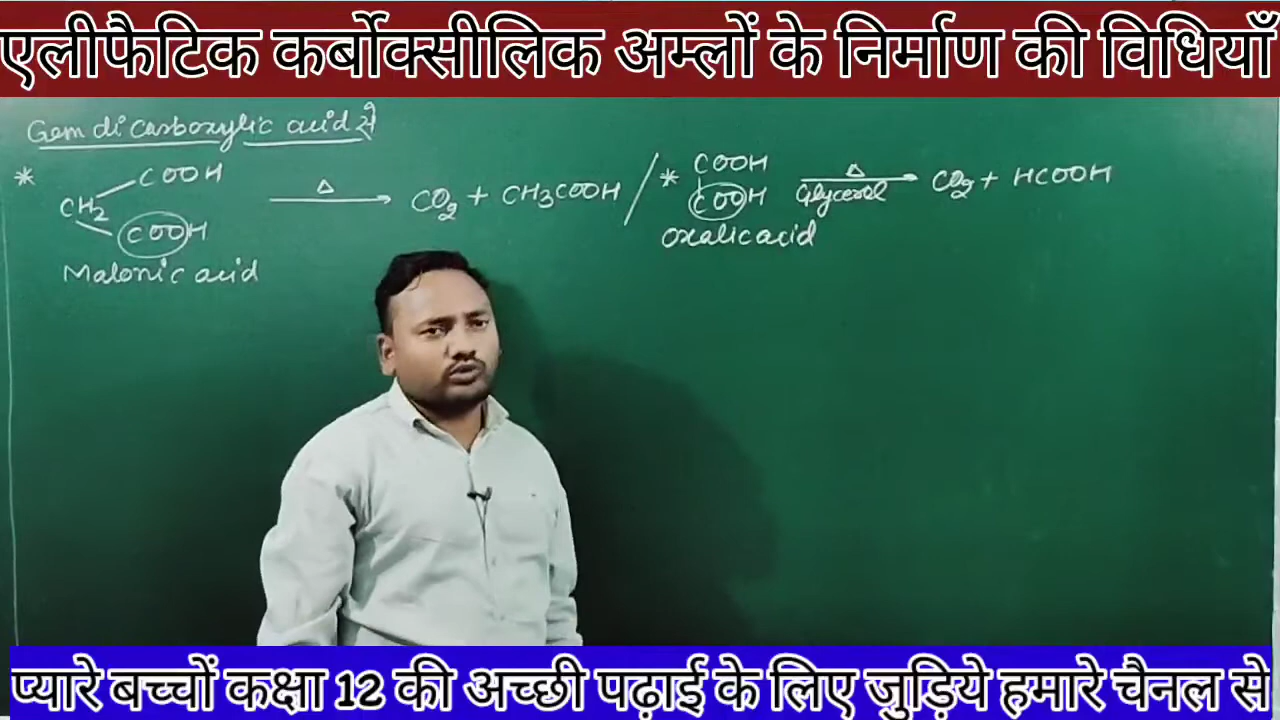 एलीफैटिक कर्बोक्सीलिक अम्लों के निर्माण की विधियाँ
Gem di carboxylic acid से
* CH2 COOH COOH —Δ→ CO2 + CH3COOH / * COOH COOH —Δ→ Glycerol CO2 + HCOOH
Malonic acid
Oxalic acid
प्यारे बच्चों कक्षा 12 की अच्छी पढ़ाई के लिए जुड़िये हमारे चैनल से